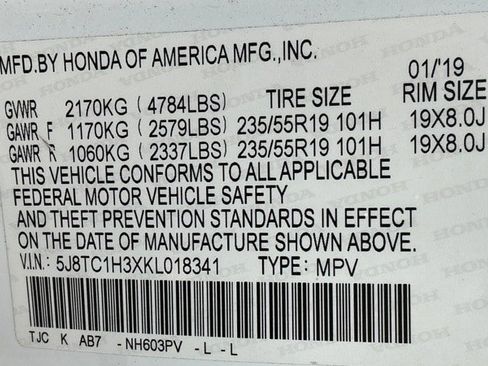 MFD.BY HONDA OF AMERICA MFG.,INC.
01/'19
GVWR 2170KG (4784LBS) TIRE SIZE RIM SIZE
GAWR F 1170KG (2579LBS) 235/55R19 101H 19X8.0J
GAWR R 1060KG (2337LBS) 235/55R19 101H 19X8.0J
THIS VEHICLE CONFORMS TO ALL APPLICABLE
FEDERAL MOTOR VEHICLE SAFETY
AND THEFT PREVENTION STANDARDS IN EFFECT
ON THE DATE OF MANUFACTURE SHOWN ABOVE.
V.I.N: 5J8TC1H3XKL018341 TYPE: MPV
TJC K AB7 - NH603PV - L - L